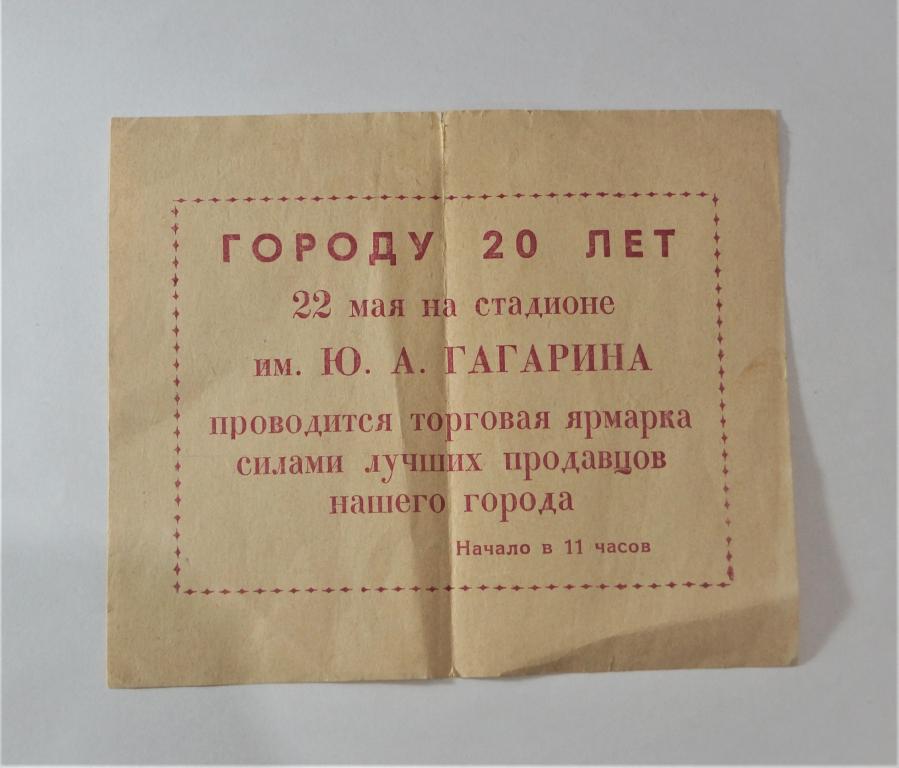 ГОРОДУ 20 ЛЕТ
22 мая на стадионе
им. Ю. А. ГАГАРИНА
проводится торговая ярмарка
силами лучших продавцов
нашего города
Начало в 11 часов